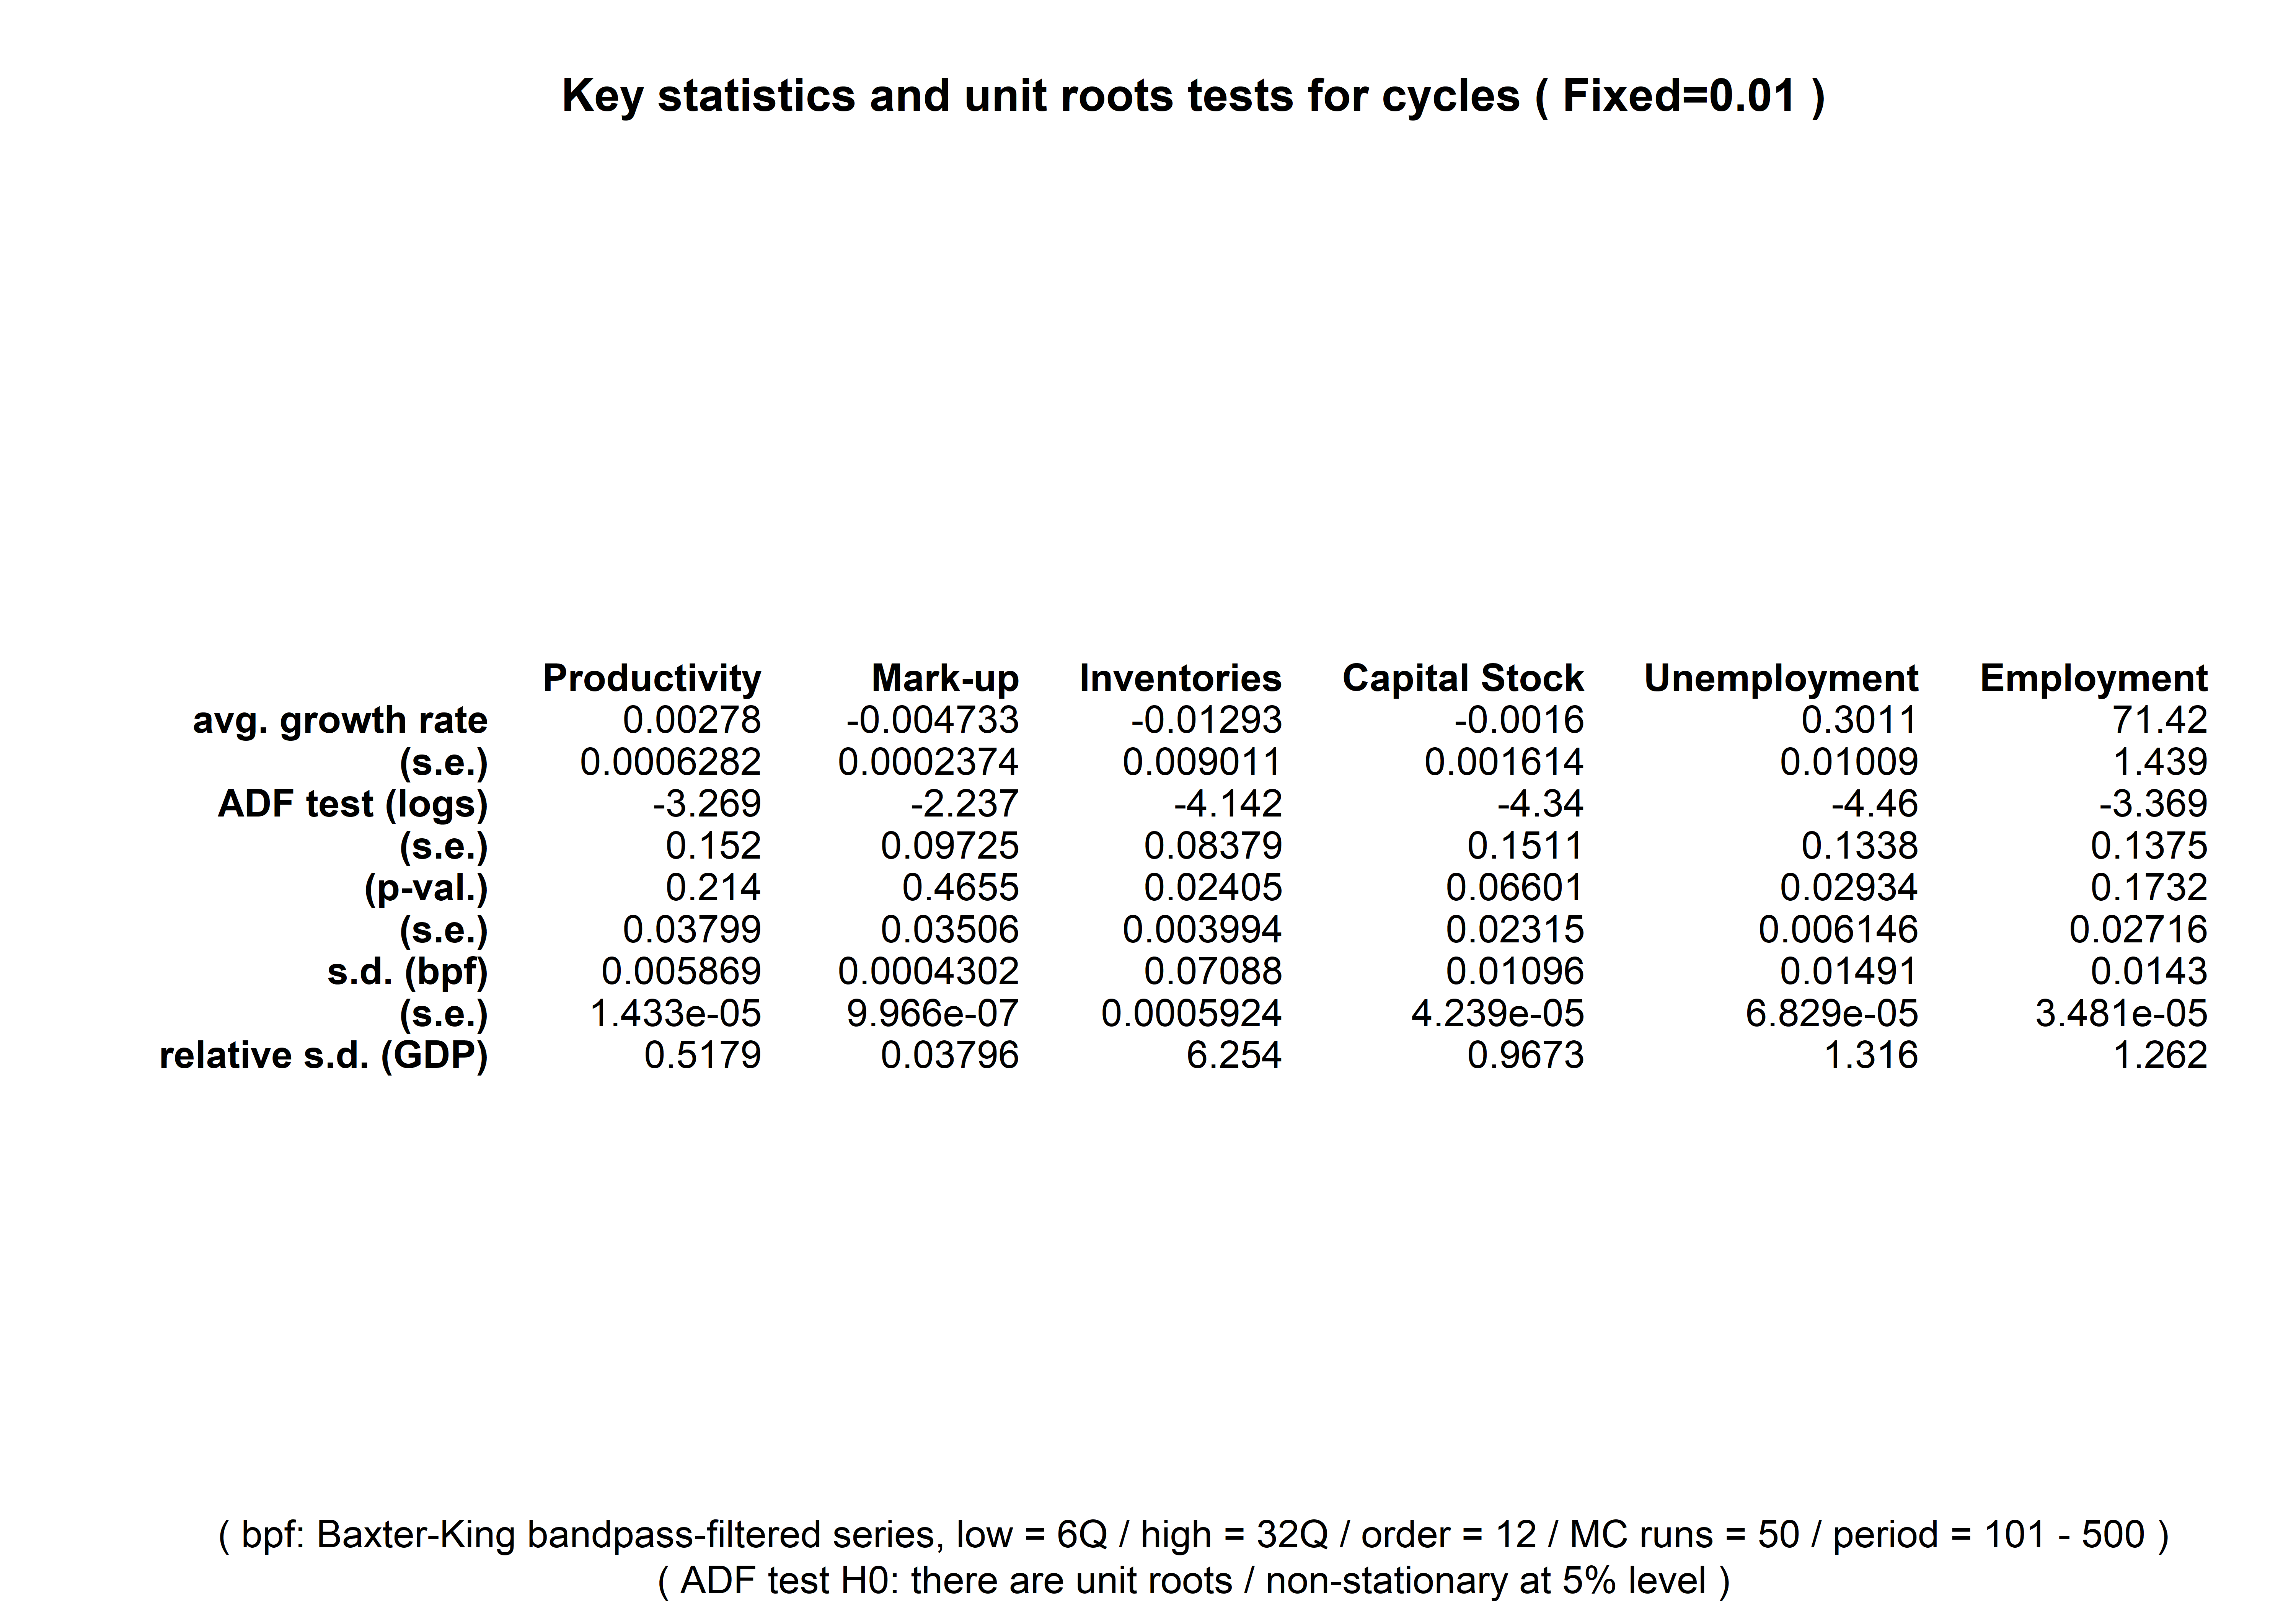 Key statistics and unit roots tests for cycles ( Fixed=0.01 )
Productivity Mark-up Inventories Capital Stock Unemployment Employment
avg. growth rate 0.00278 -0.004733 -0.01293 -0.0016 0.3011 71.42
(s.e.) 0.0006282 0.0002374 0.009011 0.001614 0.01009 1.439
ADF test (logs) -3.269 -2.237 -4.142 -4.34 -4.46 -3.369
(s.e.) 0.152 0.09725 0.08379 0.1511 0.1338 0.1375
(p-val.) 0.214 0.4655 0.02405 0.06601 0.02934 0.1732
(s.e.) 0.03799 0.03506 0.003994 0.02315 0.006146 0.02716
s.d. (bpf) 0.005869 0.0004302 0.07088 0.01096 0.01491 0.0143
(s.e.) 1.433e-05 9.966e-07 0.0005924 4.239e-05 6.829e-05 3.481e-05
relative s.d. (GDP) 0.5179 0.03796 6.254 0.9673 1.316 1.262
( bpf: Baxter-King bandpass-filtered series, low = 6Q / high = 32Q / order = 12 / MC runs = 50 / period = 101 - 500 )
( ADF test H0: there are unit roots / non-stationary at 5% level )